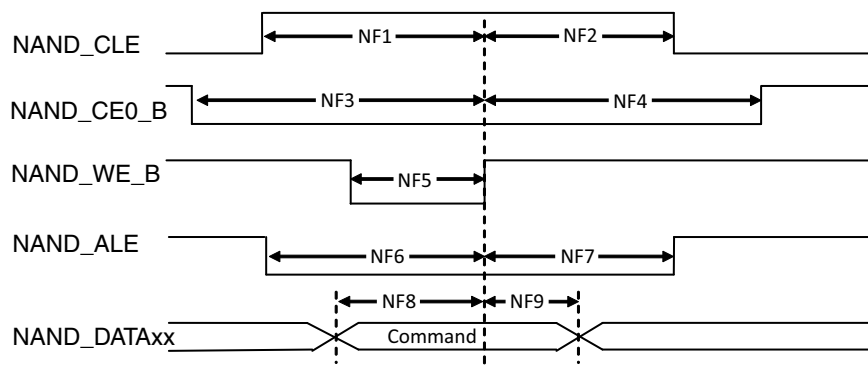 NAND_CLE
NF1
NF2
NAND_CE0_B
NF3
NF4
NAND_WE_B
NF5
NAND_ALE
NF6
NF7
NF8
NF9
NAND_DATAxx
Command